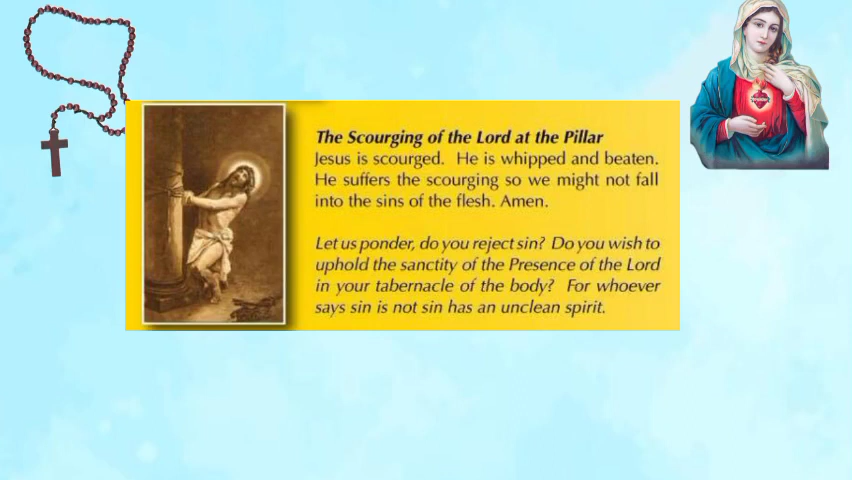 The Scourging of the Lord at the Pillar
Jesus is scourged. He is whipped and beaten.
He suffers the scourging so we might not fall
into the sins of the flesh. Amen.
Let us ponder, do you reject sin? Do you wish to
uphold the sanctity of the Presence of the Lord
in your tabernacle of the body? For whoever
says sin is not sin has an unclean spirit.